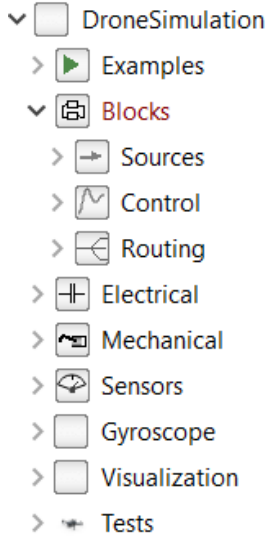 DroneSimulation
Examples
Blocks
Sources
Control
Routing
Electrical
Mechanical
Sensors
Gyroscope
Visualization
Tests